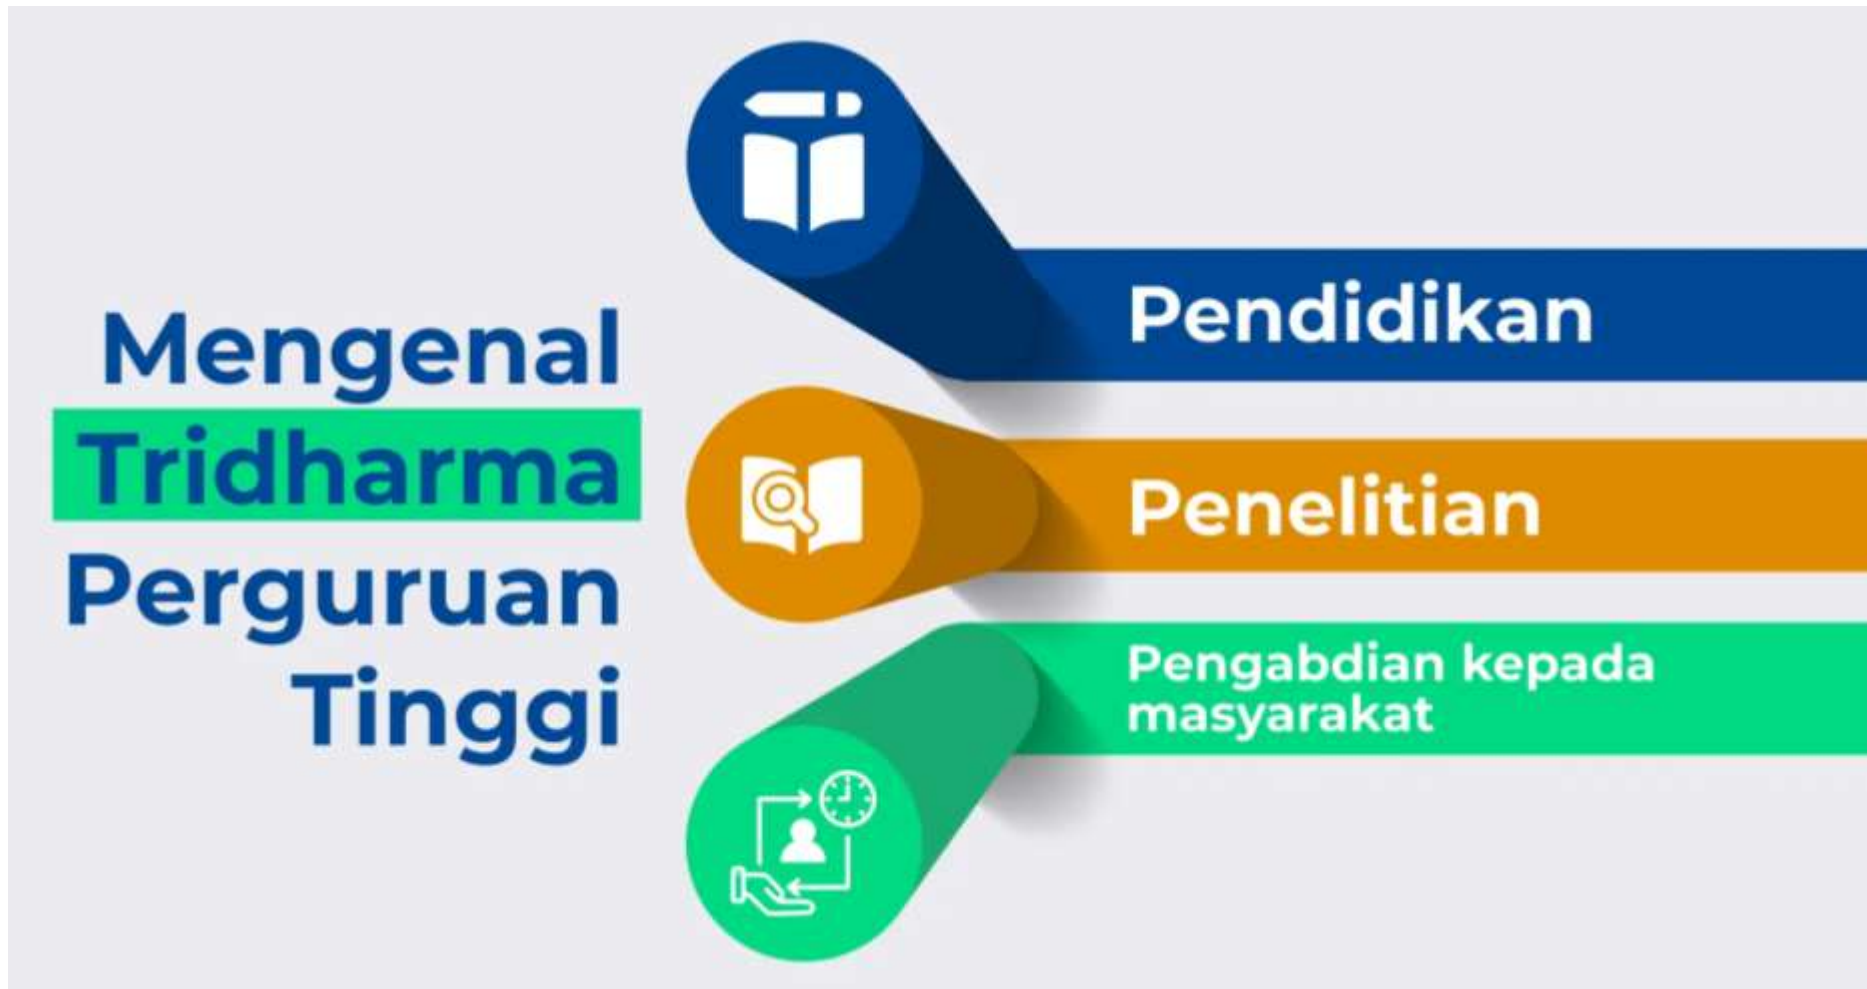 Mengenal
Tridharma
Perguruan
Tinggi
Pendidikan
Penelitian
Pengabdian kepada
masyarakat